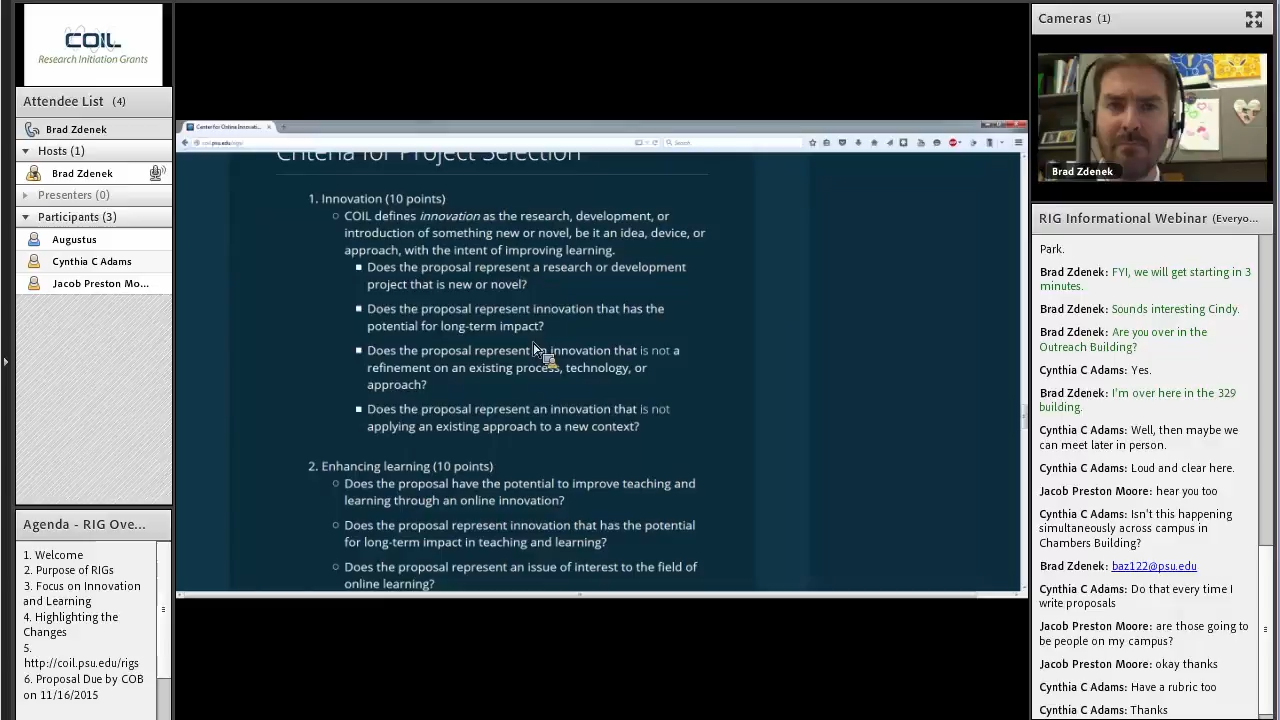 COIL
Research Initiation Grants
Attendee List (4)
Brad Zdenek
Hosts (1)
Brad Zdenek
Presenters (0)
Participants (3)
Augustus
Cynthia C Adams
Jacob Preston Mo...
Agenda - RIG Ove...
1. Welcome
2. Purpose of RIGs
3. Focus on Innovation
and Learning
4. Highlighting the
Changes
5.
http://coil.psu.edu/rigs
6. Proposal Due by COB
on 11/16/2015
Center for Online Innovati...
coil.psu.edu/rigs
Search
Criteria for Project Selection
1. Innovation (10 points)
COIL defines innovation as the research, development, or
introduction of something new or novel, be it an idea, device, or
approach, with the intent of improving learning.
Does the proposal represent a research or development
project that is new or novel?
Does the proposal represent innovation that has the
potential for long-term impact?
Does the proposal represent an innovation that is not a
refinement on an existing process, technology, or
approach?
Does the proposal represent an innovation that is not
applying an existing approach to a new context?
2. Enhancing learning (10 points)
Does the proposal have the potential to improve teaching and
learning through an online innovation?
Does the proposal represent innovation that has the potential
for long-term impact in teaching and learning?
Does the proposal represent an issue of interest to the field of
online learning?
Cameras (1)
Brad Zdenek
RIG Informational Webinar (Everyo...
Park.
Brad Zdenek: FYI, we will get starting in 3
minutes.
Brad Zdenek: Sounds interesting Cindy.
Brad Zdenek: Are you over in the
Outreach Building?
Cynthia C Adams: Yes.
Brad Zdenek: I'm over here in the 329
building.
Cynthia C Adams: Well, then maybe we
can meet later in person.
Cynthia C Adams: Loud and clear here.
Jacob Preston Moore: hear you too
Cynthia C Adams: Isn't this happening
simultaneously across campus in
Chambers Building?
Brad Zdenek: baz122@psu.edu
Cynthia C Adams: Do that every time I
write proposals
Jacob Preston Moore: are those going to
be people on my campus?
Jacob Preston Moore: okay thanks
Cynthia C Adams: Have a rubric too
Cynthia C Adams: Thanks